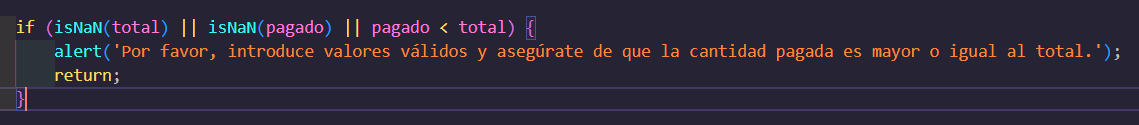 if (isNaN(total) || isNaN(pagado) || pagado < total) {
    alert('Por favor, introduce valores válidos y asegúrate de que la cantidad pagada es mayor o igual al total.');
    return;
}